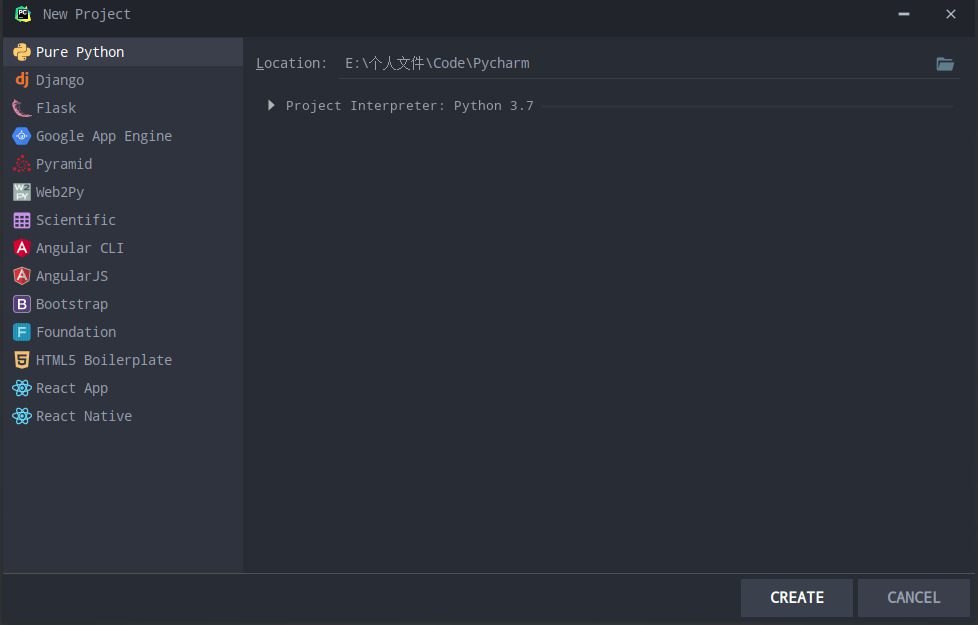 New Project
Pure Python
Django
Flask
Google App Engine
Pyramid
Web2Py
Scientific
Angular CLI
AngularJS
Bootstrap
Foundation
HTML5 Boilerplate
React App
React Native
Location: E:\个人文件\Code\Pycharm
Project Interpreter: Python 3.7
CREATE CANCEL